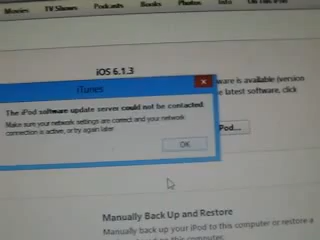 Movies TV Shows Podcasts Books Photos Info On This iPod
iOS 6.1.3
ware is available (version
e latest software, click
iTunes
The iPod software update server could not be contacted.
Make sure your network settings are correct and your network
connection is active, or try again later.
OK
Pod...
Manually Back Up and Restore
Manually back up your iPod to this computer or restore a